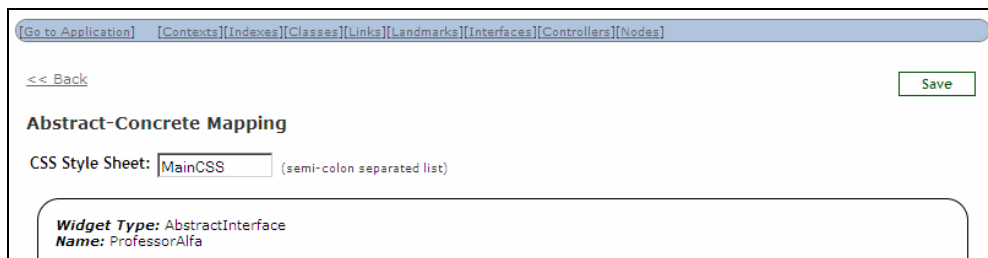 [Go to Application] [Contexts][Indexes][Classes][Links][Landmarks][Interfaces][Controllers][Nodes]
<< Back
Save
Abstract-Concrete Mapping
CSS Style Sheet: MainCSS (semi-colon separated list)
Widget Type: AbstractInterface
Name: ProfessorAlfa